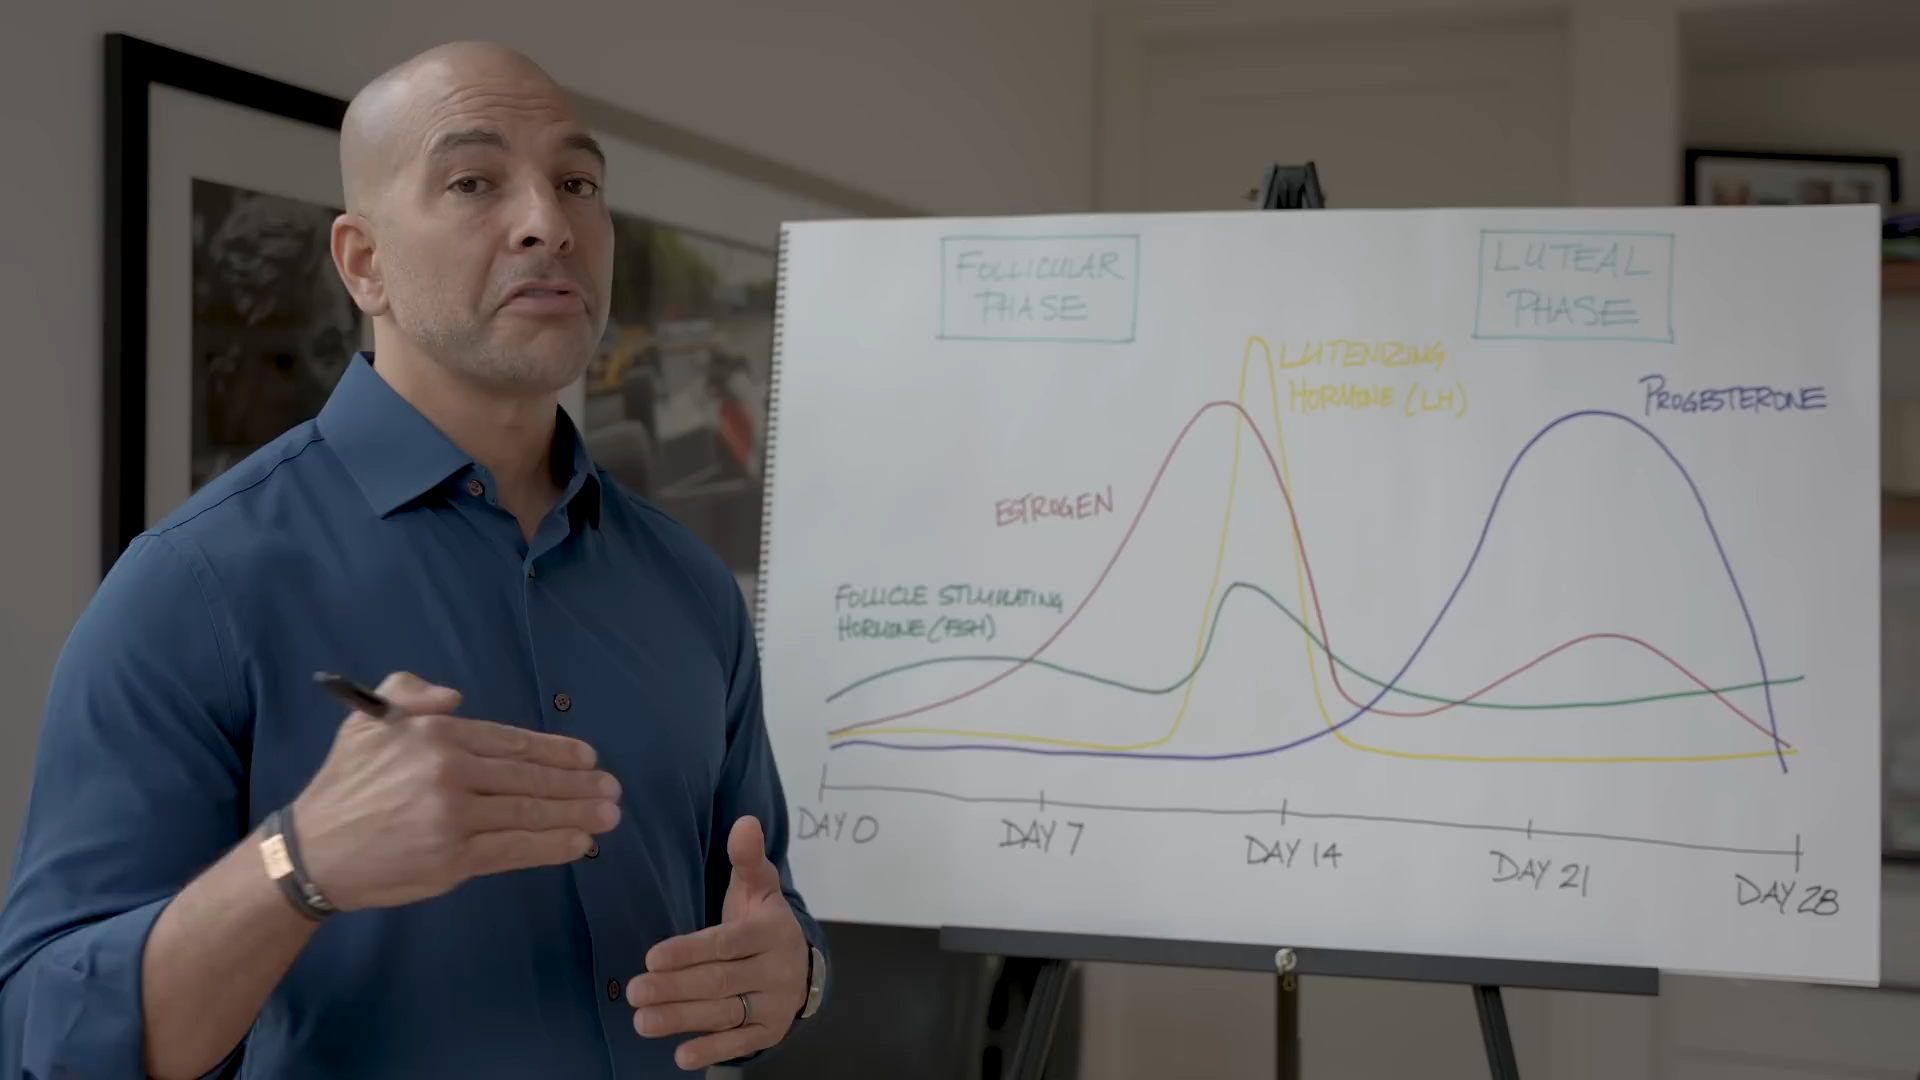 FOLLICULAR
PHASE
LUTEAL
PHASE
LUTENIZING
HORMONE (LH)
PROGESTERONE
ESTROGEN
FOLLICLE STIMULATING
HORMONE (FSH)
DAY 0
DAY 7
DAY 14
DAY 21
DAY 28